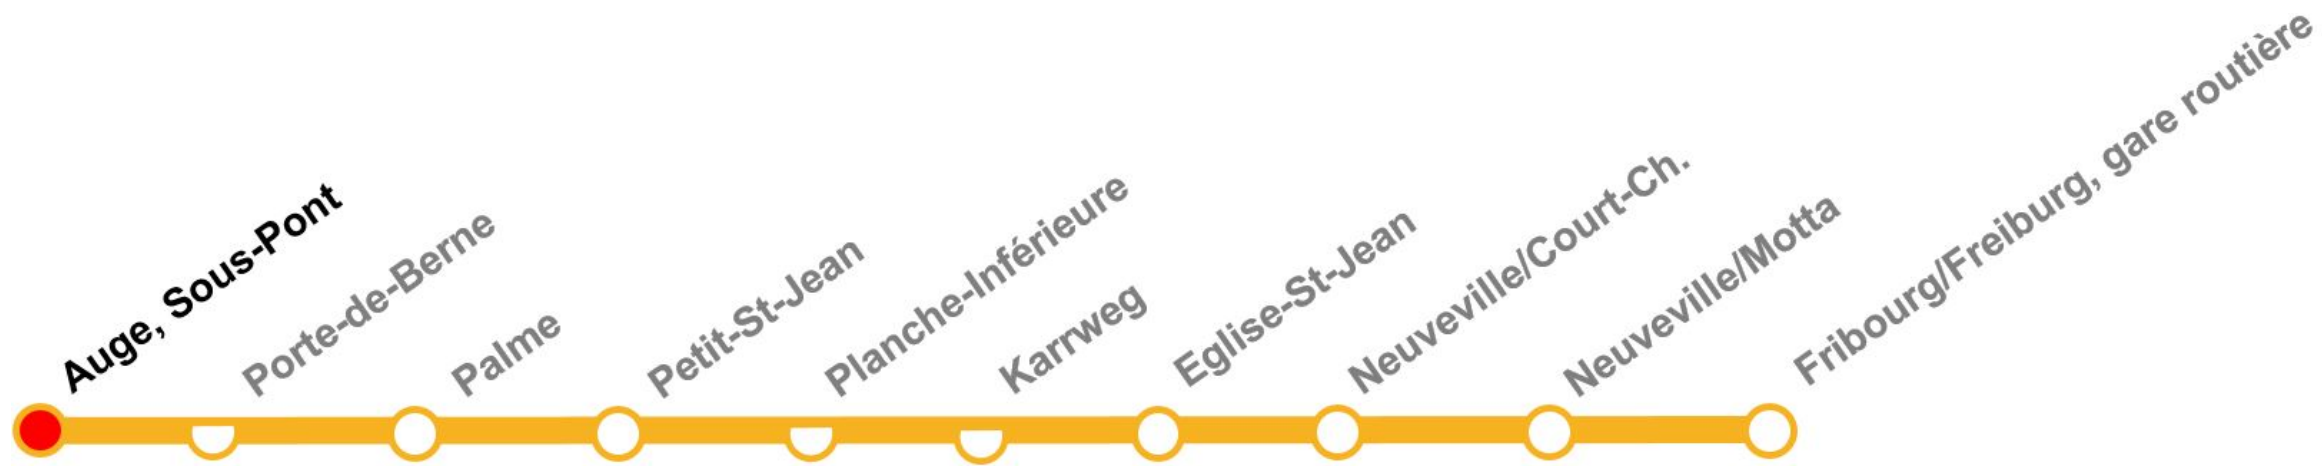 Auge, Sous-Pont
Porte-de-Berne
Palme
Petit-St-Jean
Planche-Inférieure
Karrweg
Eglise-St-Jean
Neuveville/Court-Ch.
Neuveville/Motta
Fribourg/Freiburg, gare routière